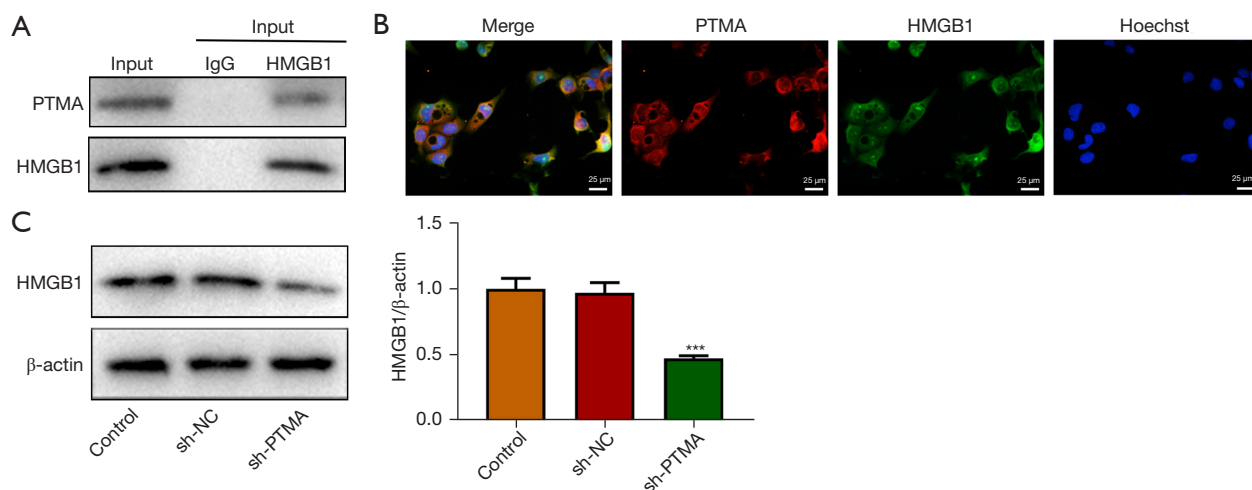 A
Input
Input IgG HMGB1
PTMA
HMGB1
B
Merge PTMA HMGB1 Hoechst
25 µm 25 µm 25 µm 25 µm
C
HMGB1
β-actin
Control sh-NC sh-PTMA
HMGB1/β-actin
1.5
1.0
0.5
0.0
***
Control sh-NC sh-PTMA